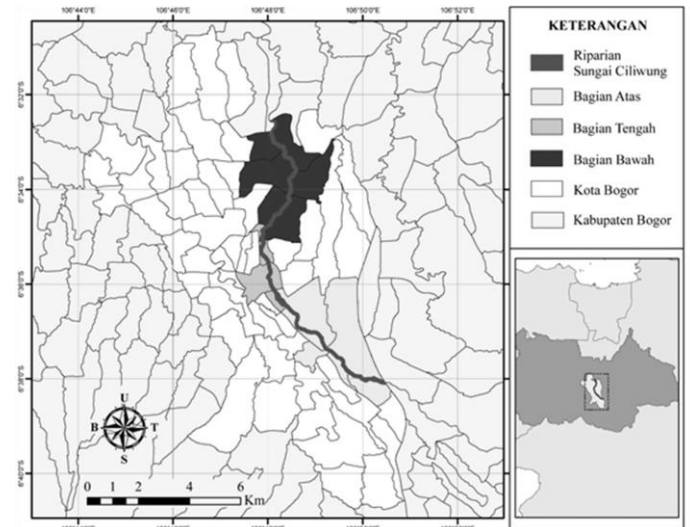 106°44'0"E 106°46'0"E 106°48'0"E 106°50'0"E 106°52'0"E
KETERANGAN
Riparian
Sungai Ciliwung
Bagian Atas
Bagian Tengah
Bagian Bawah
Kota Bogor
Kabupaten Bogor
6°32'0"S
6°34'0"S
6°36'0"S
6°38'0"S
6°40'0"S
U
B T
S
0 1 2 4 6
Km